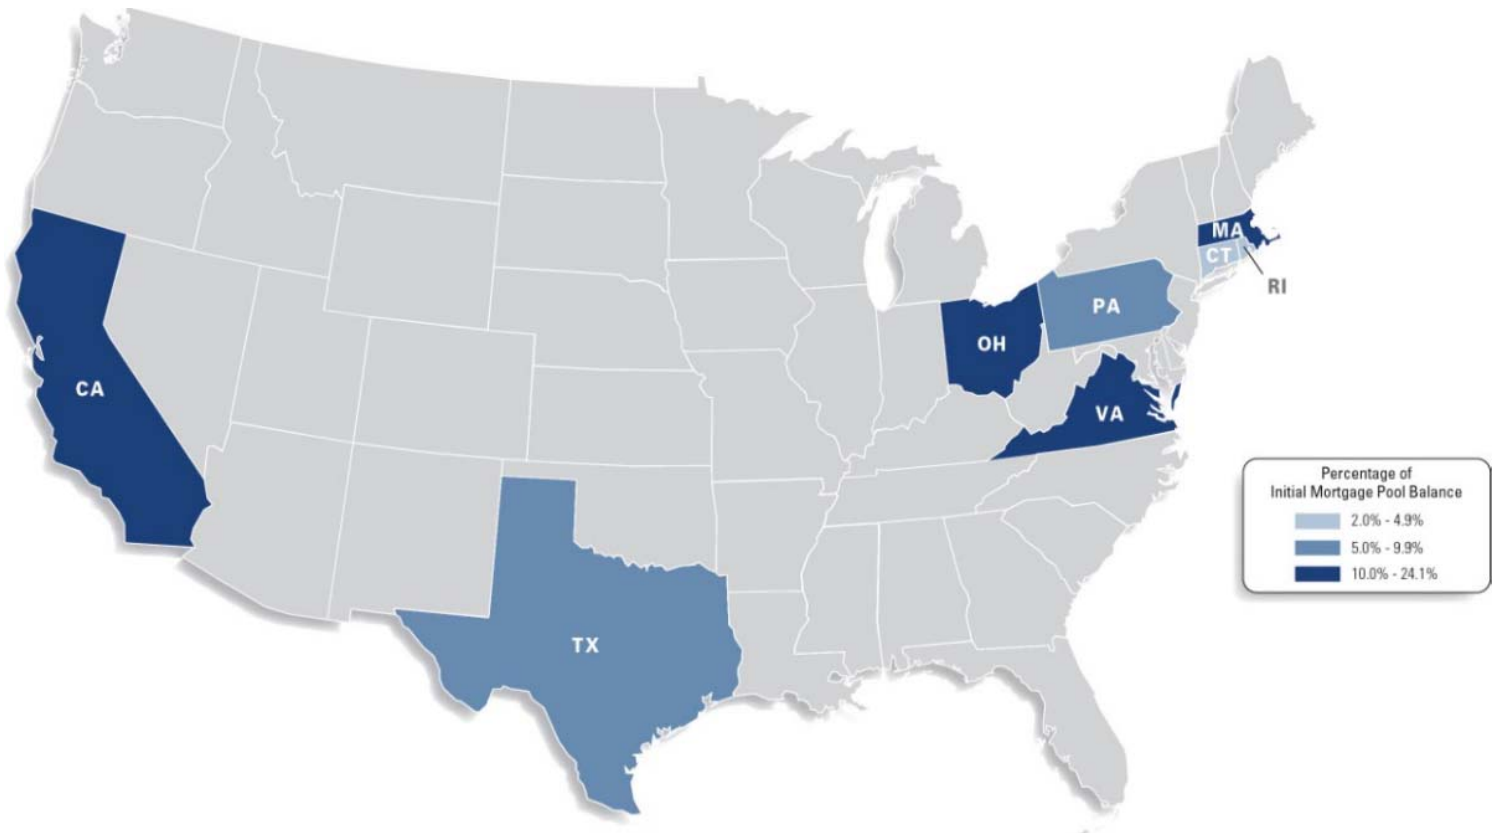 MA
CT
RI
PA
OH
CA
VA
TX
Percentage of
Initial Mortgage Pool Balance
2.0% - 4.9%
5.0% - 9.9%
10.0% - 24.1%